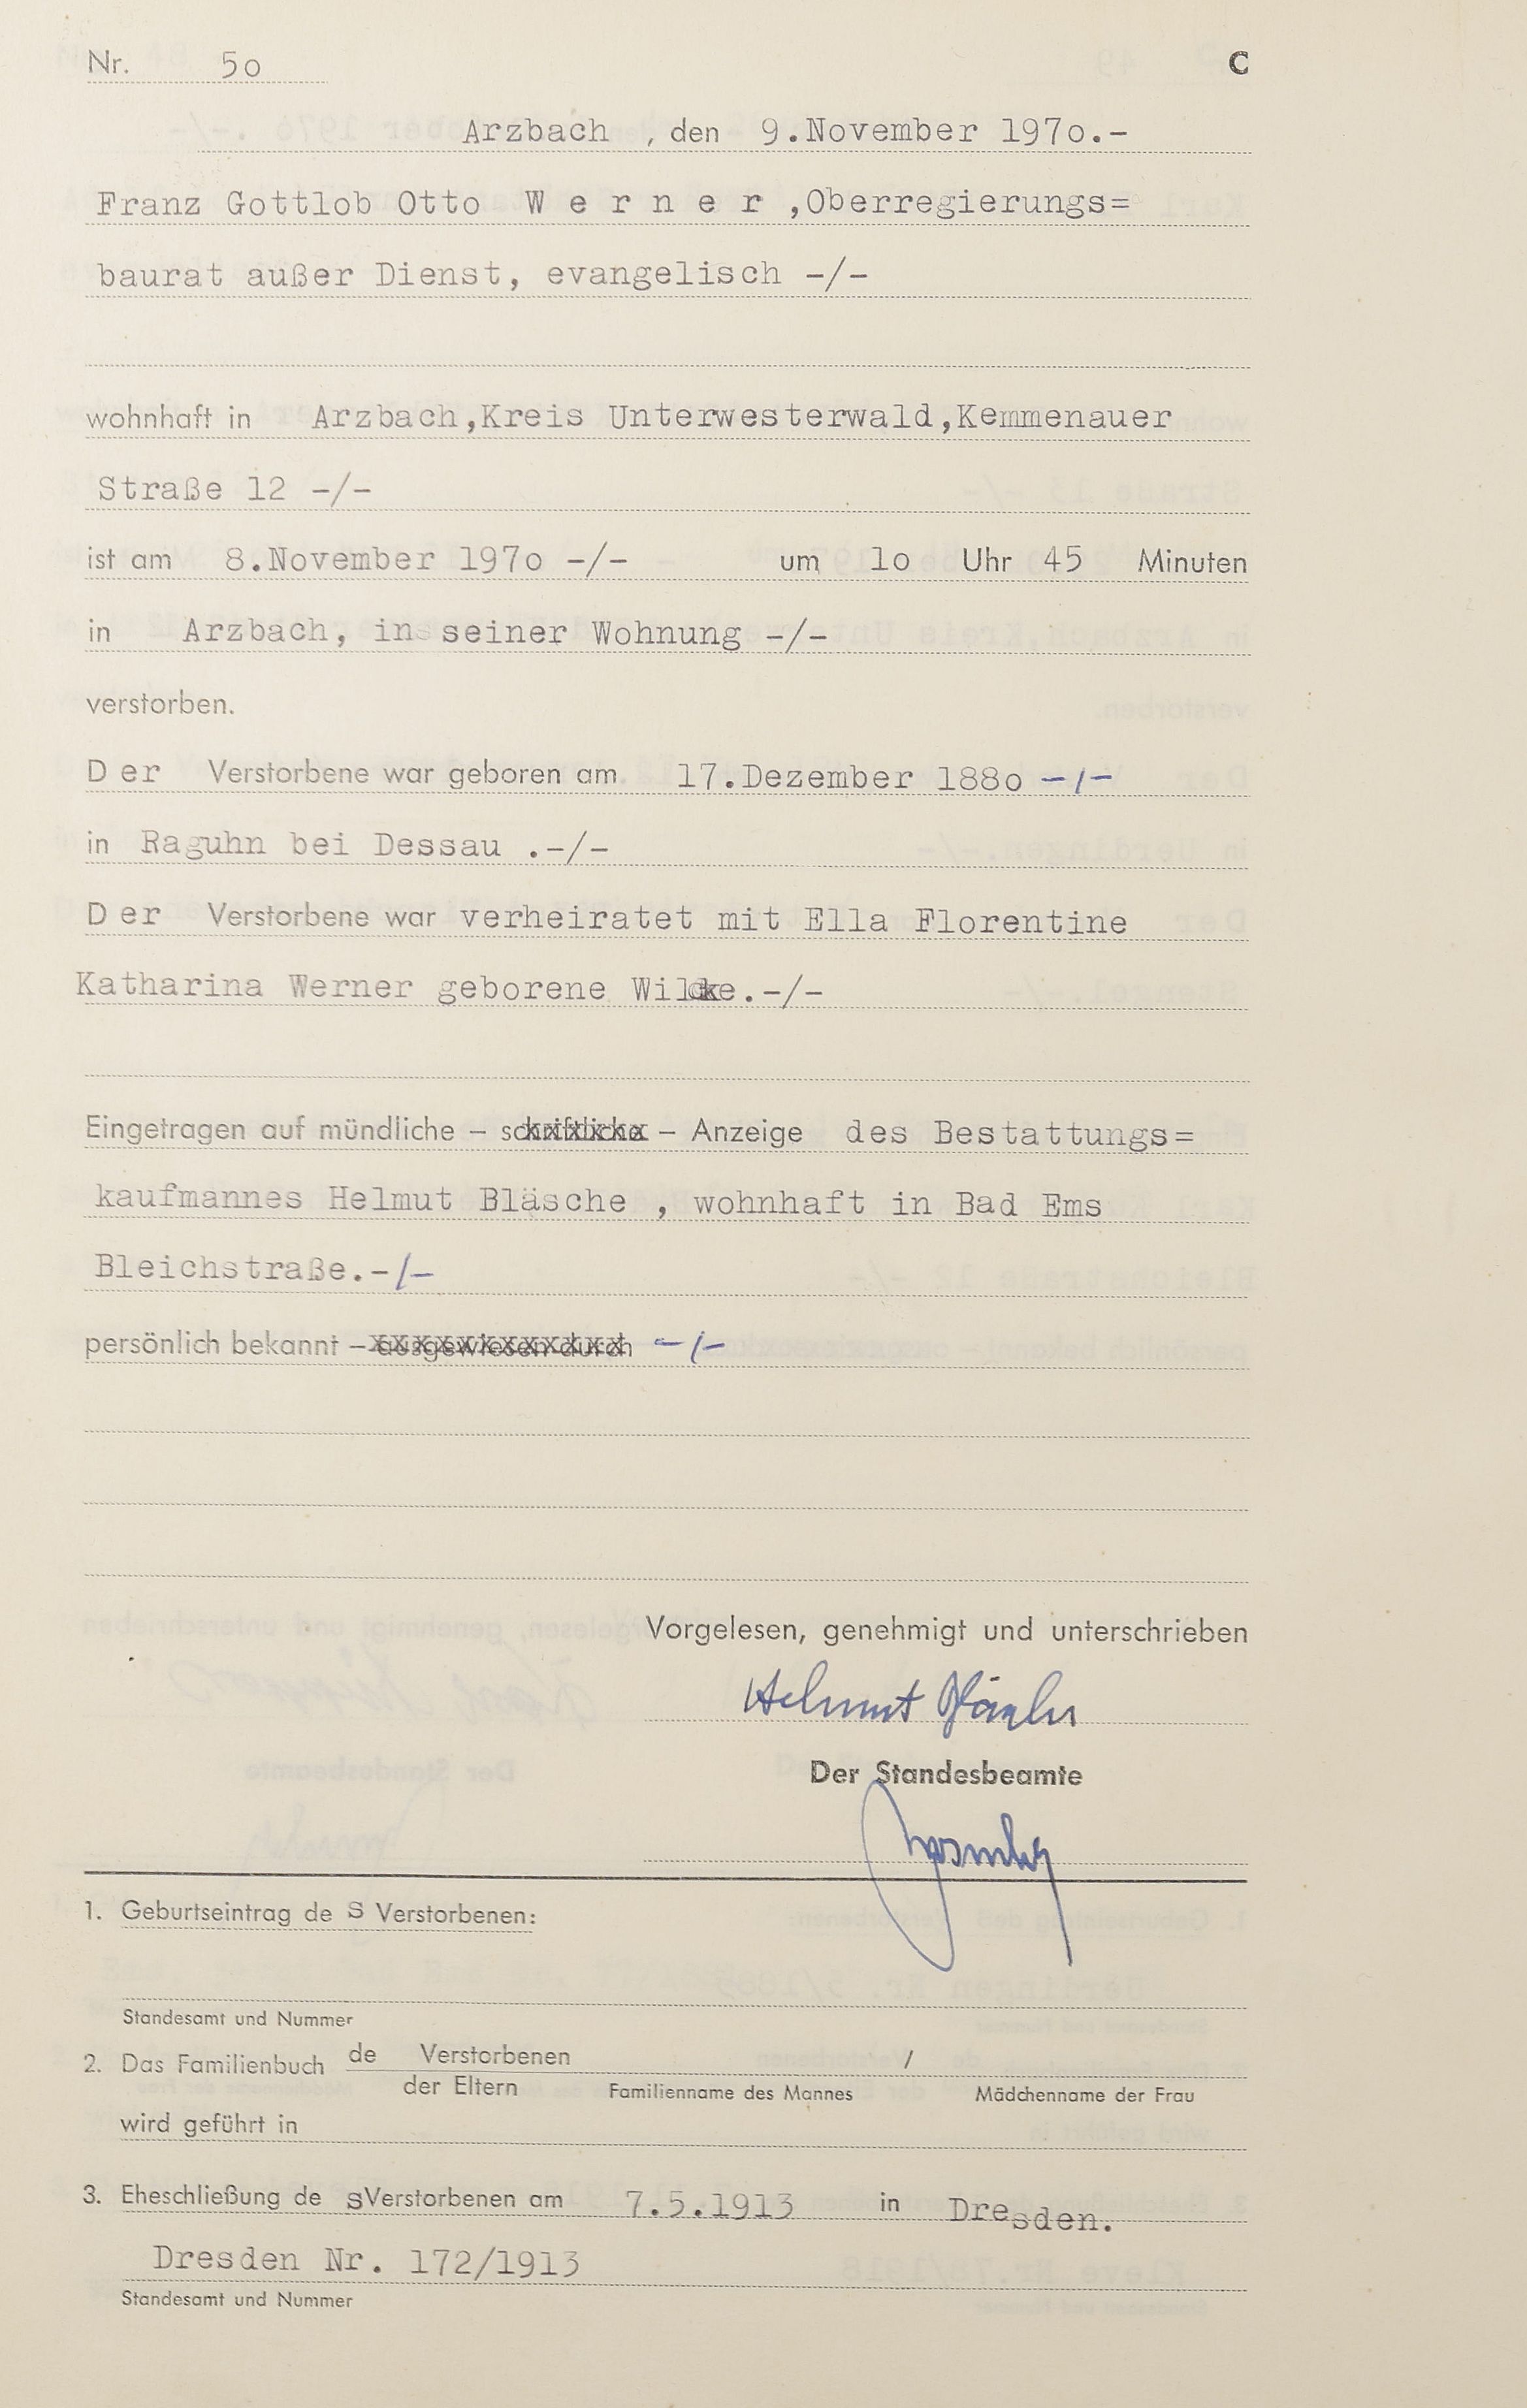 Nr. 5o C
Arzbach , den 9.November 197o.-
Franz Gottlob Otto W e r n e r ,Oberregierungs=
baurat außer Dienst, evangelisch -/-
wohnhaft in Arzbach,Kreis Unterwesterwald,Kemmenauer
Straße 12 -/-
ist am 8.November 197o -/- um 1o Uhr 45 Minuten
in Arzbach, in seiner Wohnung -/-
verstorben.
Der Verstorbene war geboren am 17.Dezember 188o -/-
in Raguhn bei Dessau .-/-
Der Verstorbene war verheiratet mit Ella Florentine
Katharina Werner geborene Wilke.-/-
Eingetragen auf mündliche – schriftliche – Anzeige des Bestattungs=
kaufmannes Helmut Bläsche , wohnhaft in Bad Ems
Bleichstraße.-/-
persönlich bekannt – ausgewiesen durch -/-
Vorgelesen, genehmigt und unterschrieben
Helmut Bläsche
Der Standesbeamte
1. Geburtseintrag des Verstorbenen:
Standesamt und Nummer
2. Das Familienbuch de Verstorbenen /
der Eltern Familienname des Mannes Mädchenname der Frau
wird geführt in
3. Eheschließung de sVerstorbenen am 7.5.1913 in Dresden.
Dresden Nr. 172/1913
Standesamt und Nummer